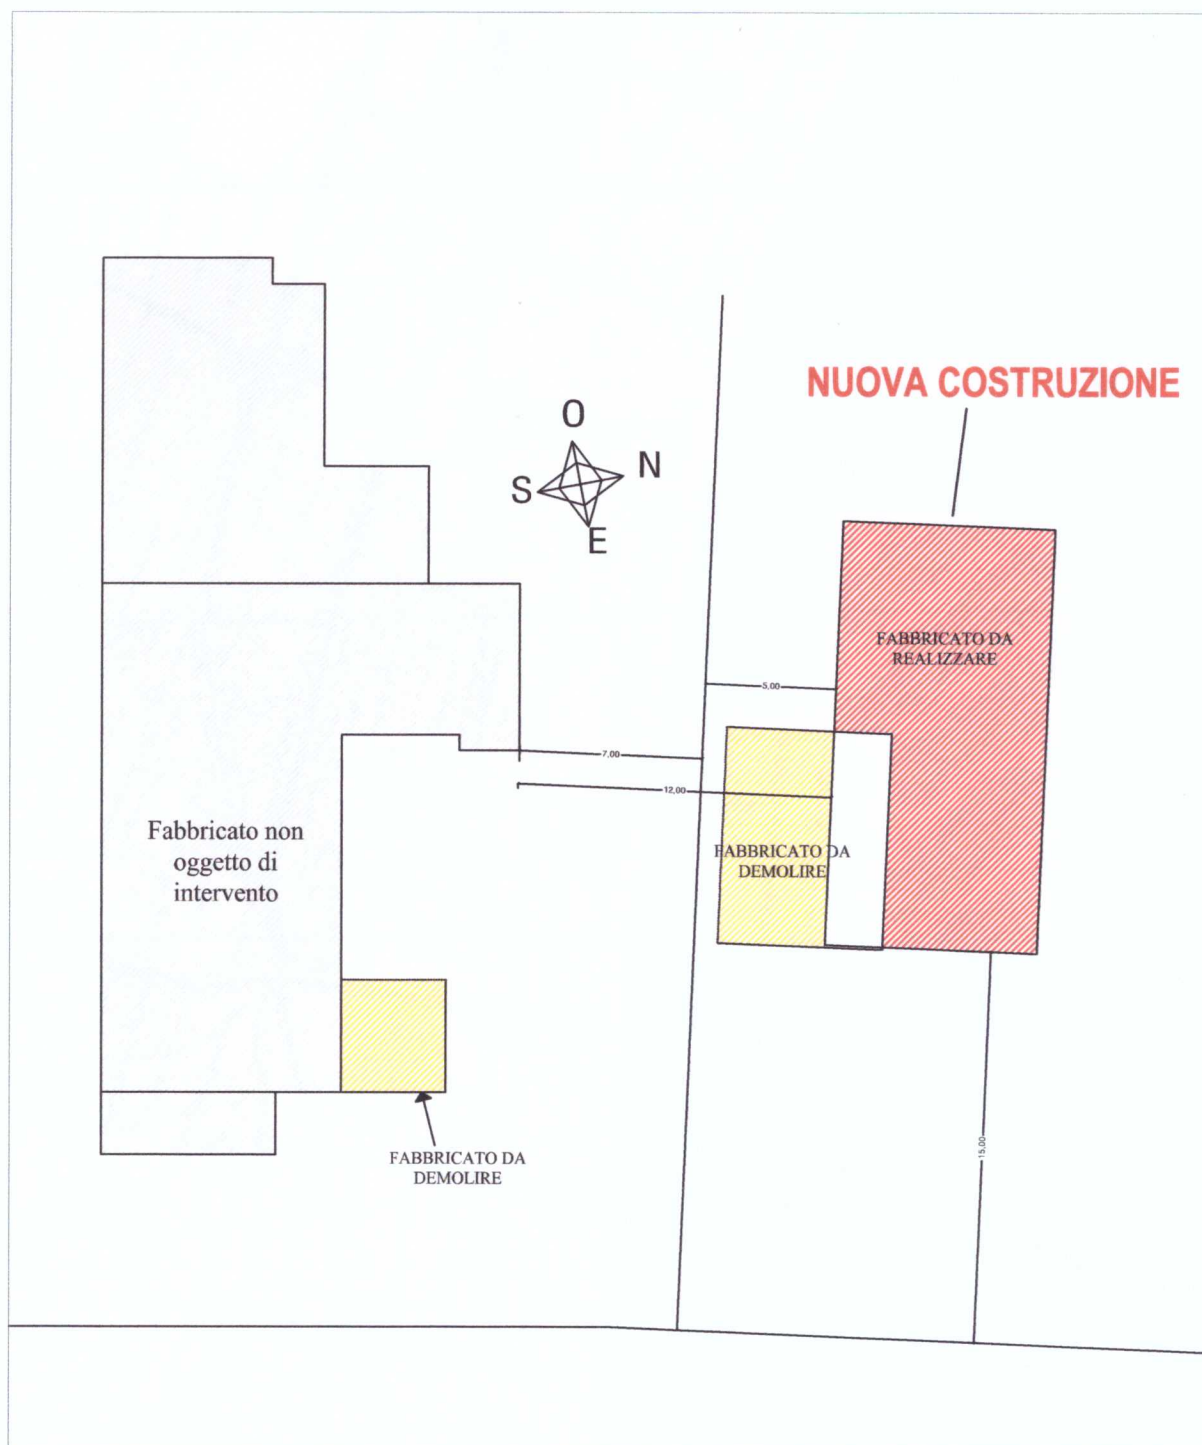 NUOVA COSTRUZIONE
O
N
S
E
FABBRICATO DA
REALIZZARE
5,00
7,00
12,00
Fabbricato non
oggetto di
intervento
FABBRICATO DA
DEMOLIRE
15,00
FABBRICATO DA
DEMOLIRE